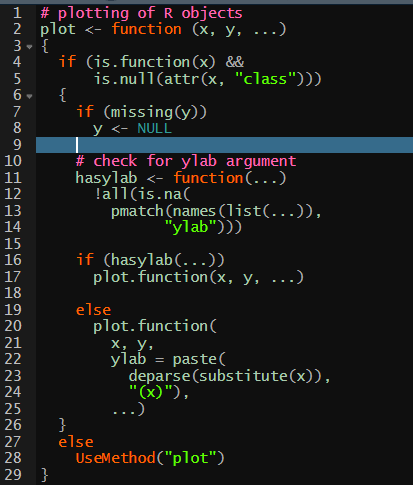 1 # plotting of R objects
2 plot <- function (x, y, ...)
3 {
4   if (is.function(x) &&
5       is.null(attr(x, "class")))
6   {
7     if (missing(y))
8       y <- NULL
9
10     # check for ylab argument
11     hasylab <- function(...)
12       !all(is.na(
13         pmatch(names(list(...)),
14               "ylab")))
15
16     if (hasylab(...))
17       plot.function(x, y, ...)
18
19     else
20       plot.function(
21         x, y,
22         ylab = paste(
23           deparse(substitute(x)),
24           "(x)"),
25         ...)
26   }
27   else
28     UseMethod("plot")
29 }